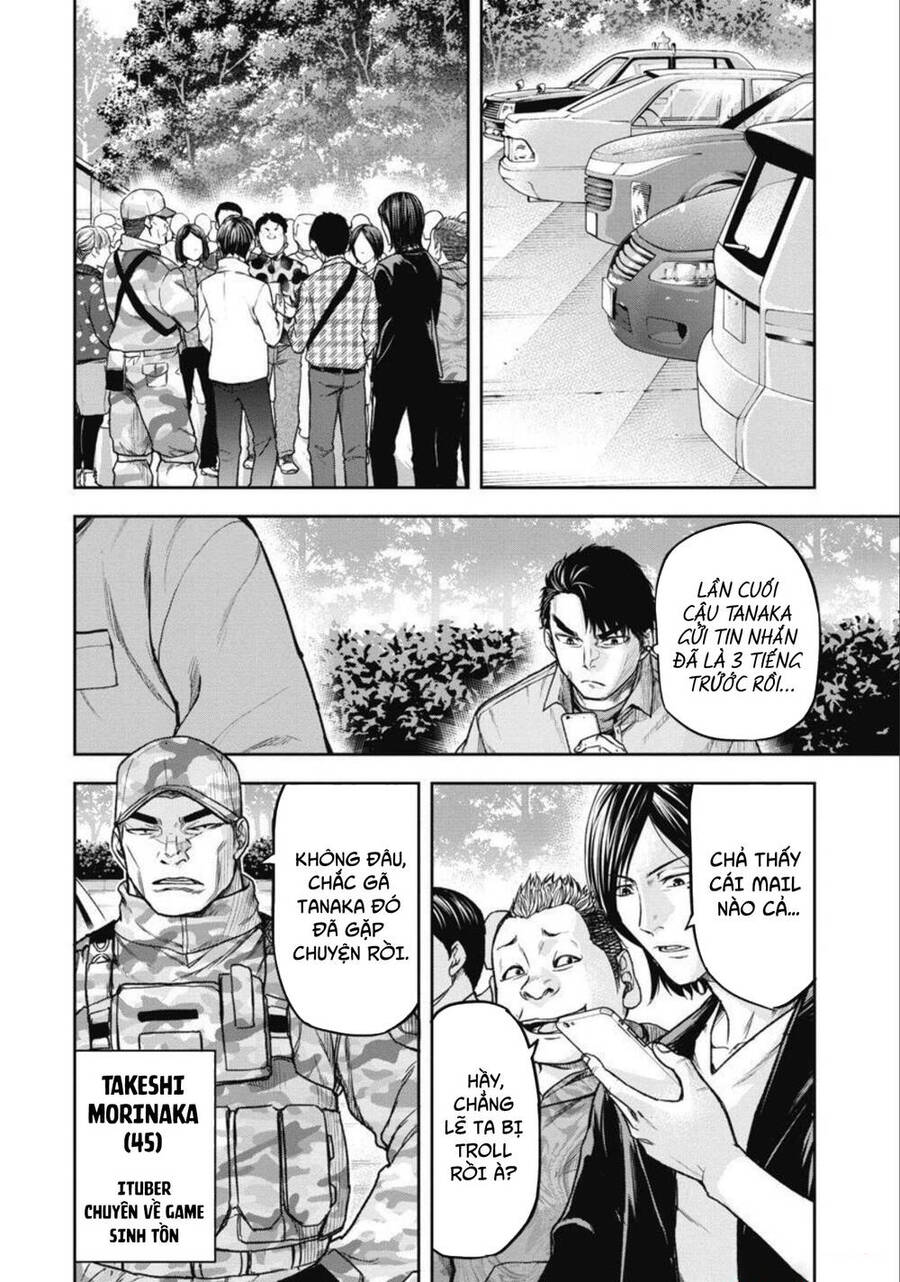 LẦN CUỐI
CẬU TANAKA
GỬI TIN NHẮN
ĐÃ LÀ 3 TIẾNG
TRƯỚC RỒI...
CHẢ THẤY
CÁI MAIL
NÀO CẢ...
HẦY,
CHẲNG
LẼ TA BỊ
TROLL
RỒI À?
KHÔNG ĐÂU,
CHẮC GÃ
TANAKA ĐÓ
ĐÃ GẶP
CHUYỆN RỒI.
TAKESHI
MORINAKA
(45)
ITUBER
CHUYÊN VỀ GAME
SINH TỒN